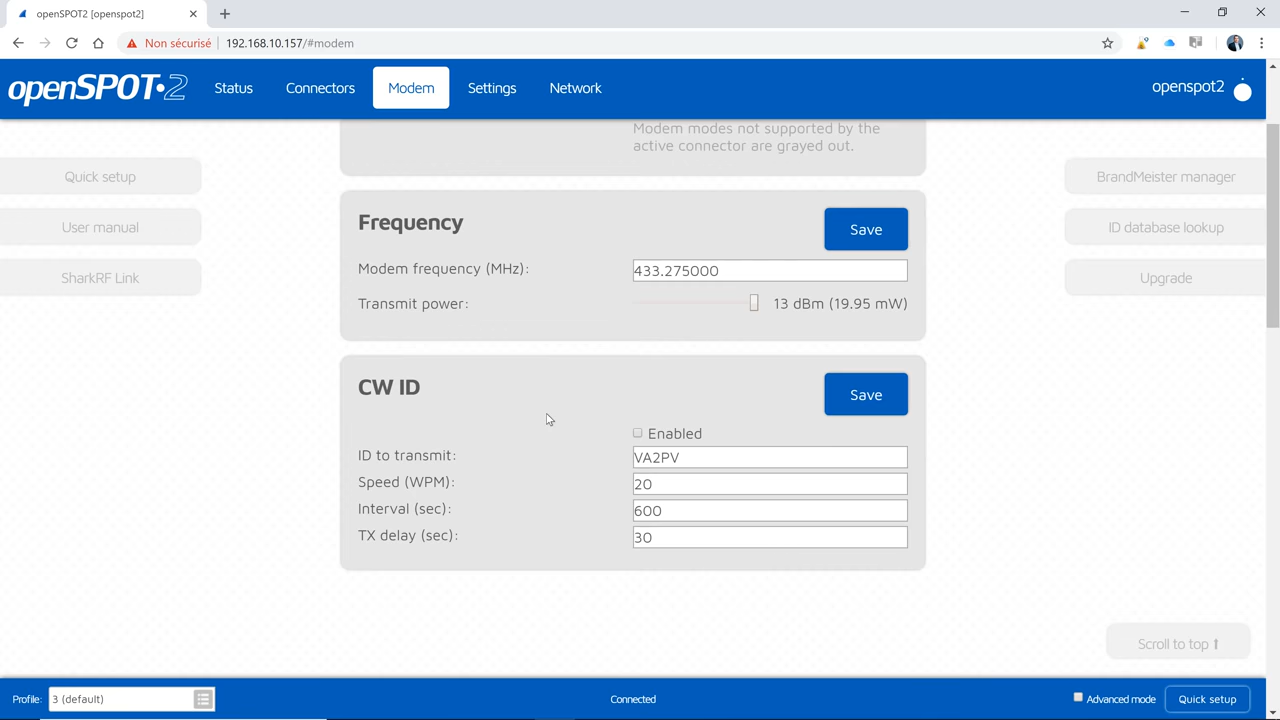 openSPOT2 [openspot2]
Non sécurisé 192.168.10.157/#modem
openSPOT•2 Status Connectors Modem Settings Network openspot2
Modem modes not supported by the
active connector are grayed out.
Quick setup
User manual
SharkRF Link
BrandMeister manager
ID database lookup
Upgrade
Frequency Save
Modem frequency (MHz): 433.275000
Transmit power: 13 dBm (19.95 mW)
CW ID Save
Enabled
ID to transmit: VA2PV
Speed (WPM): 20
Interval (sec): 600
TX delay (sec): 30
Scroll to top ⬆
Profile: 3 (default) Connected Advanced mode Quick setup